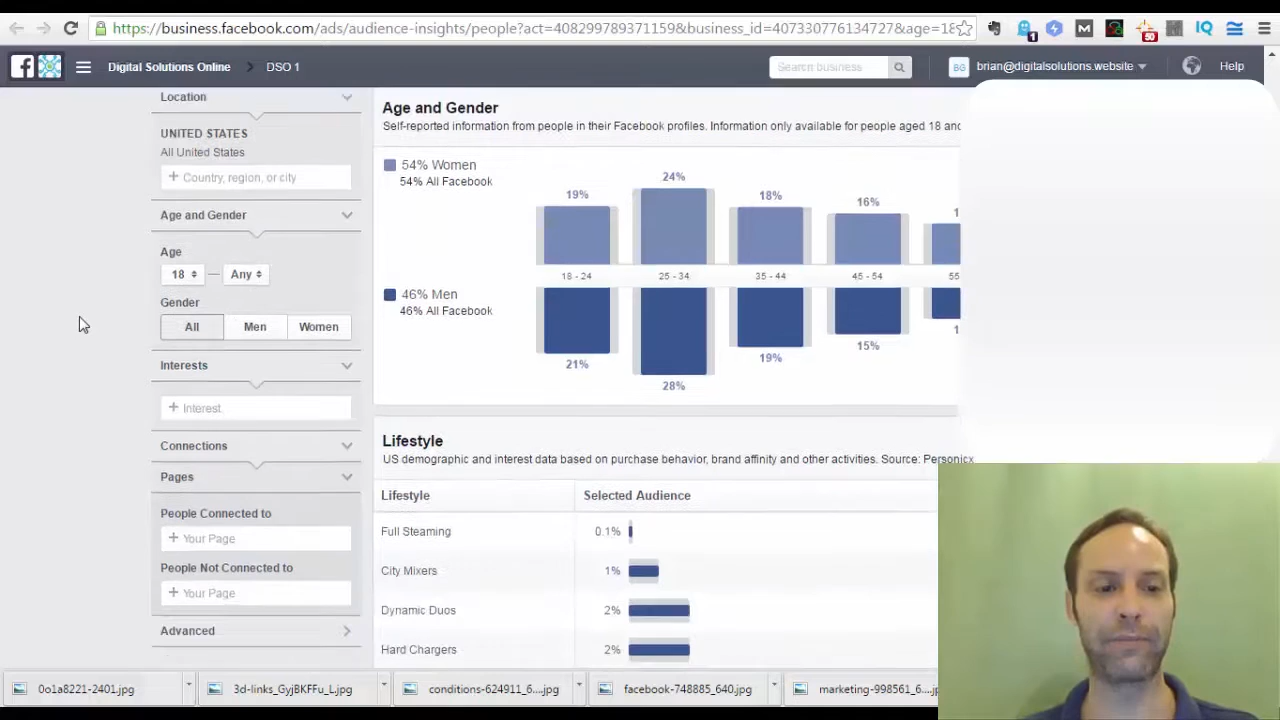 https://business.facebook.com/ads/audience-insights/people?act=408299789371159&business_id=407330776134727&age=18
1
M
50
IQ
f
Digital Solutions Online
DSO 1
Search business
BG
brian@digitalsolutions.website
Help
Location
UNITED STATES
All United States
+ Country, region, or city
Age and Gender
Age
18 — Any
Gender
All Men Women
Interests
+ Interest
Connections
Pages
People Connected to
+ Your Page
People Not Connected to
+ Your Page
Advanced
Age and Gender
Self-reported information from people in their Facebook profiles. Information only available for people aged 18 and
54% Women
54% All Facebook
19% 24% 18% 16% 1
18 - 24 25 - 34 35 - 44 45 - 54 55
46% Men
46% All Facebook
21% 28% 19% 15% 1
Lifestyle
US demographic and interest data based on purchase behavior, brand affinity and other activities. Source: Personicx
Lifestyle Selected Audience
Full Steaming 0.1%
City Mixers 1%
Dynamic Duos 2%
Hard Chargers 2%
0o1a8221-2401.jpg 3d-links_GyjBKFFu_L.jpg conditions-624911_6....jpg facebook-748885_640.jpg marketing-998561_6....jp